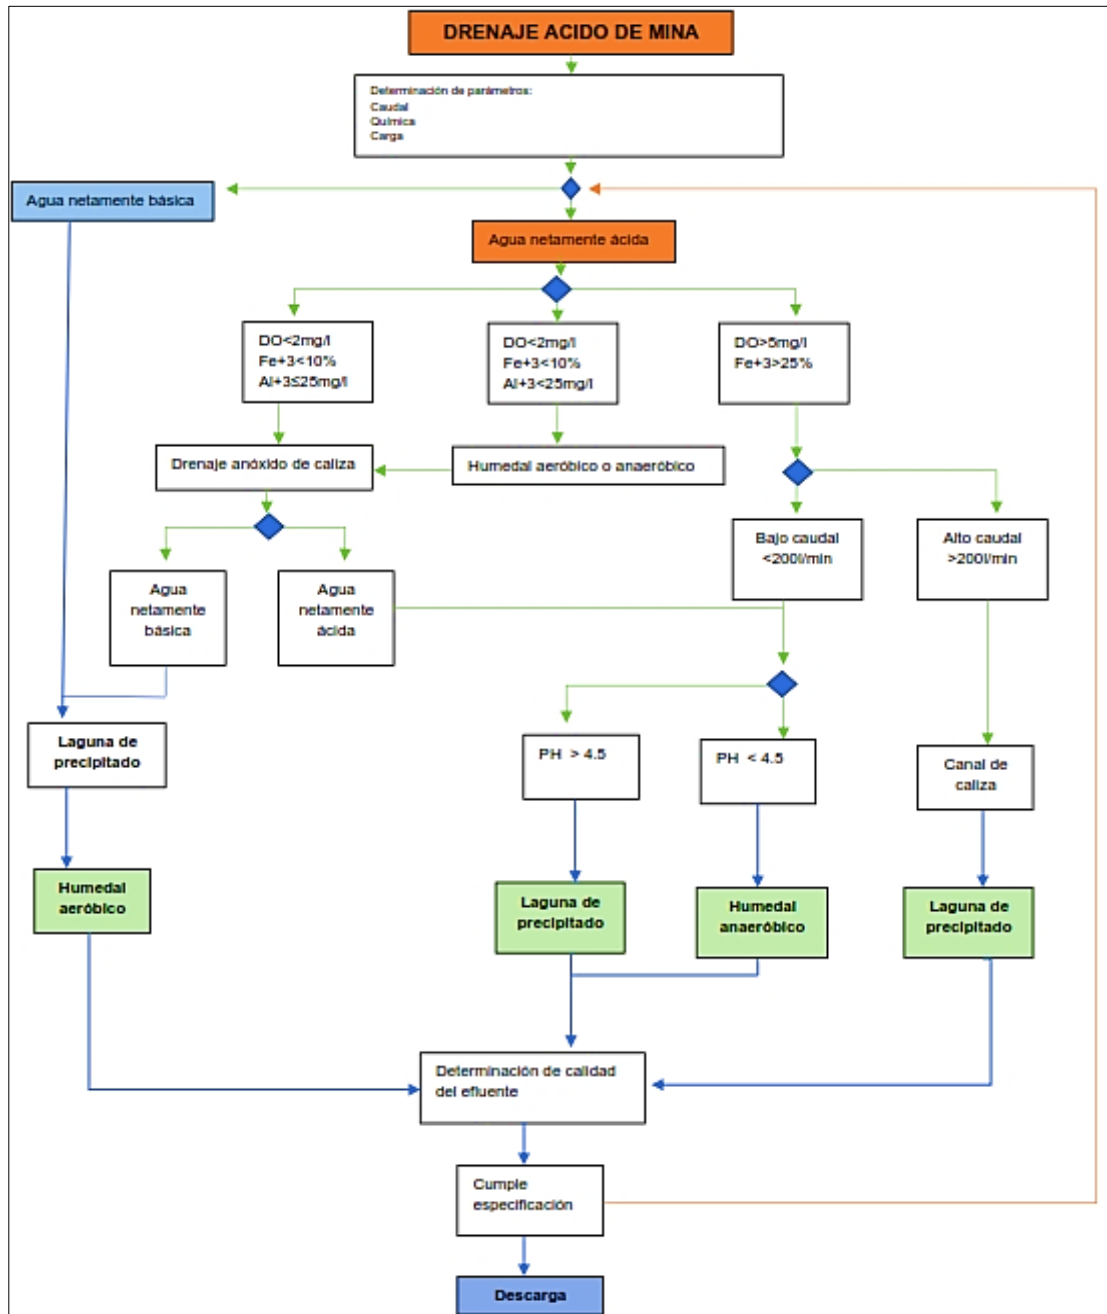 DRENAJE ACIDO DE MINA
Determinación de parámetros:
Caudal
Química
Carga
Agua netamente básica
Agua netamente ácida
DO<2mg/l
Fe+3<10%
Al+3≤25mg/l
DO<2mg/l
Fe+3<10%
Al+3<25mg/l
DO>5mg/l
Fe+3>25%
Drenaje anóxido de caliza
Humedal aeróbico o anaeróbico
Bajo caudal
<200l/min
Alto caudal
>200l/min
Agua
netamente
básica
Agua
netamente
ácida
Laguna de
precipitado
PH > 4.5
PH < 4.5
Canal de
caliza
Humedal
aeróbico
Laguna de
precipitado
Humedal
anaeróbico
Laguna de
precipitado
Determinación de calidad
del efluente
Cumple
especificación
Descarga